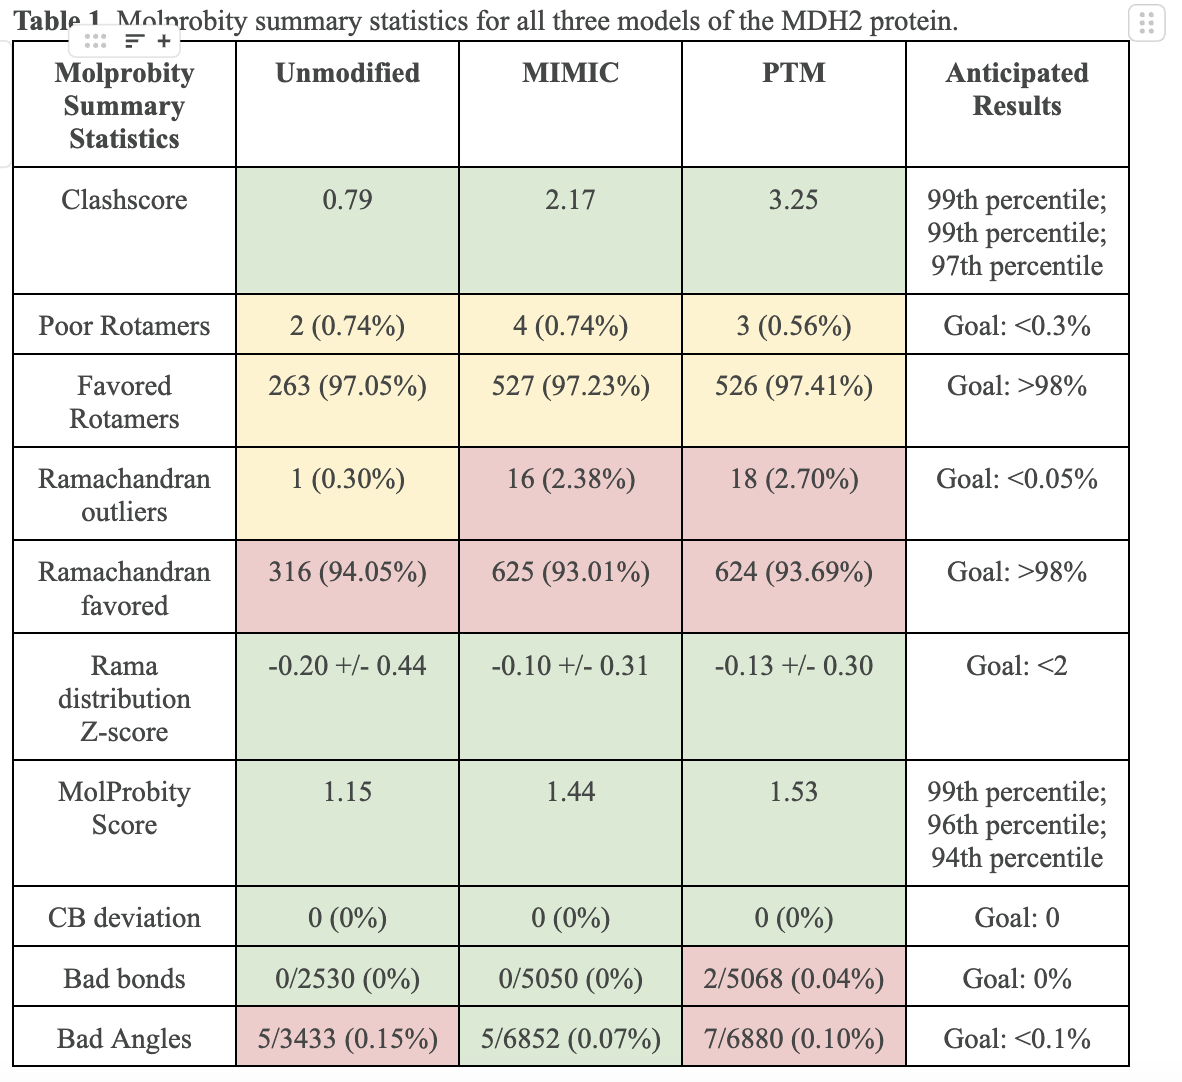 Table 1. Molprobity summary statistics for all three models of the MDH2 protein.
Molprobity Summary Statistics
Unmodified
MIMIC
PTM
Anticipated Results
Clashscore
0.79
2.17
3.25
99th percentile;
99th percentile;
97th percentile
Poor Rotamers
2 (0.74%)
4 (0.74%)
3 (0.56%)
Goal: <0.3%
Favored
Rotamers
263 (97.05%)
527 (97.23%)
526 (97.41%)
Goal: >98%
Ramachandran
outliers
1 (0.30%)
16 (2.38%)
18 (2.70%)
Goal: <0.05%
Ramachandran
favored
316 (94.05%)
625 (93.01%)
624 (93.69%)
Goal: >98%
Rama
distribution
Z-score
-0.20 +/- 0.44
-0.10 +/- 0.31
-0.13 +/- 0.30
Goal: <2
MolProbity
Score
1.15
1.44
1.53
99th percentile;
96th percentile;
94th percentile
CB deviation
0 (0%)
0 (0%)
0 (0%)
Goal: 0
Bad bonds
0/2530 (0%)
0/5050 (0%)
2/5068 (0.04%)
Goal: 0%
Bad Angles
5/3433 (0.15%)
5/6852 (0.07%)
7/6880 (0.10%)
Goal: <0.1%